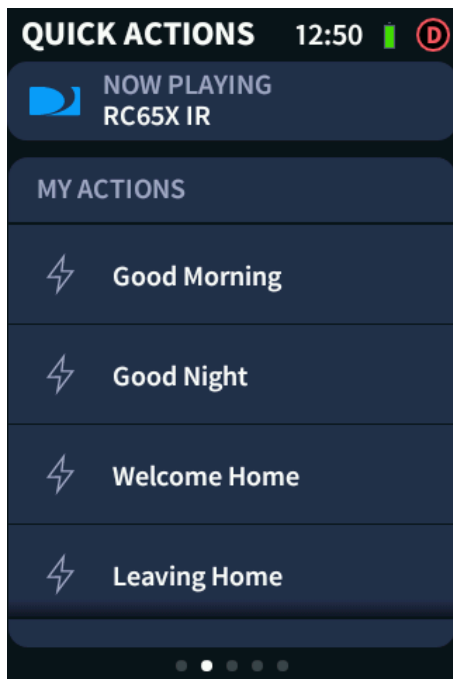 QUICK ACTIONS 12:50 D
NOW PLAYING
RC65X IR
MY ACTIONS
Good Morning
Good Night
Welcome Home
Leaving Home